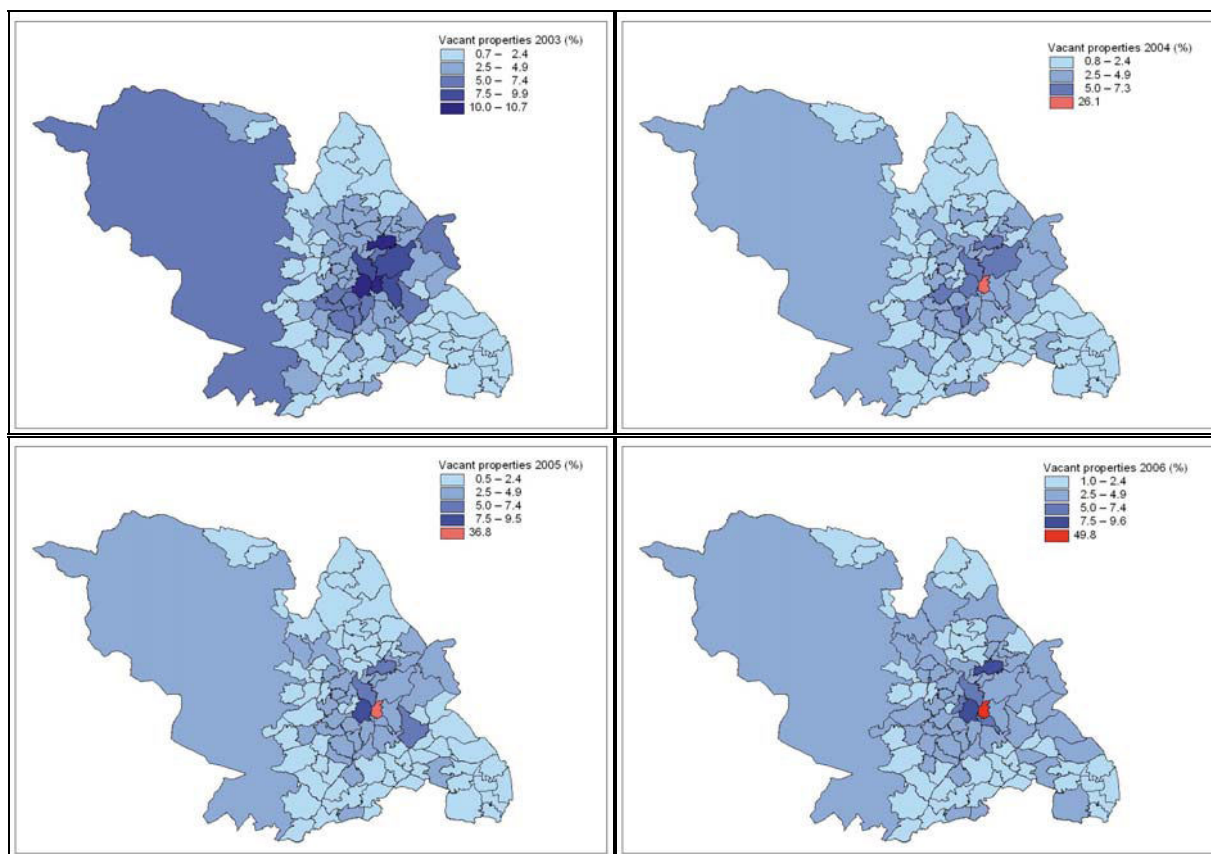 Vacant properties 2003 (%)
0.7 – 2.4
2.5 – 4.9
5.0 – 7.4
7.5 – 9.9
10.0 – 10.7
Vacant properties 2004 (%)
0.8 – 2.4
2.5 – 4.9
5.0 – 7.3
26.1
Vacant properties 2005 (%)
0.5 – 2.4
2.5 – 4.9
5.0 – 7.4
7.5 – 9.5
36.8
Vacant properties 2006 (%)
1.0 – 2.4
2.5 – 4.9
5.0 – 7.4
7.5 – 9.6
49.8